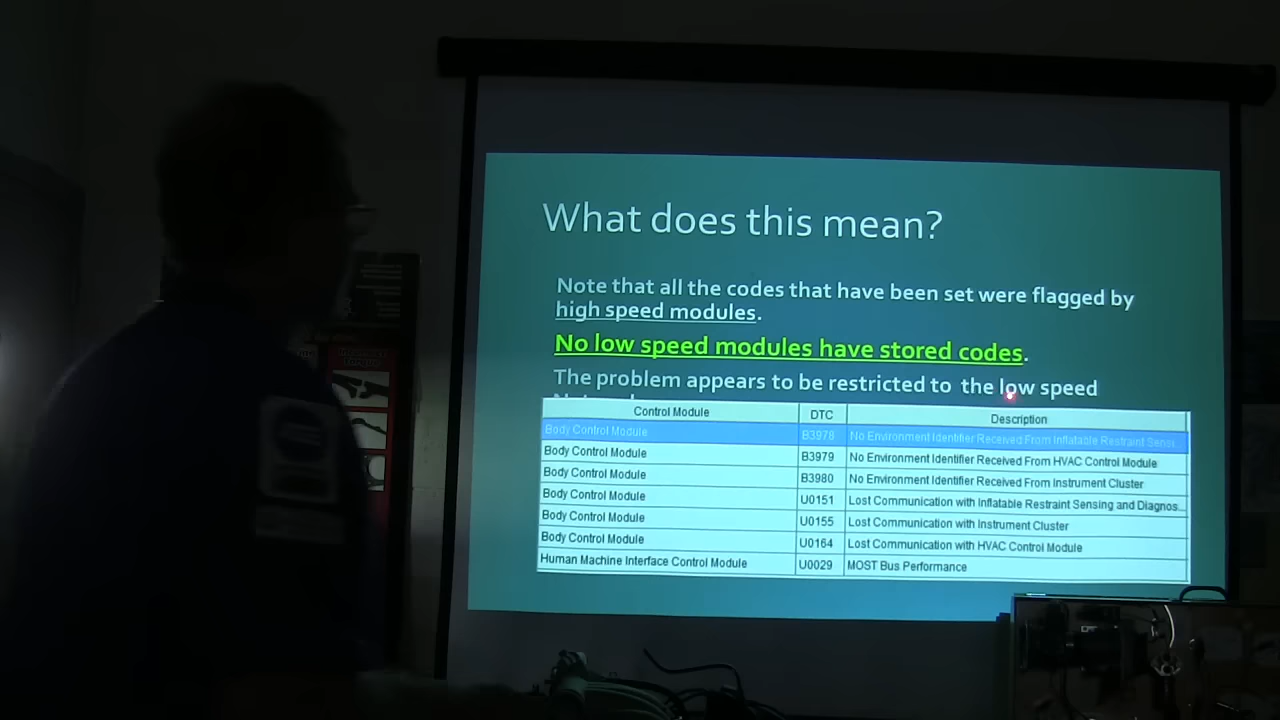 What does this mean?
Note that all the codes that have been set were flagged by
high speed modules.
No low speed modules have stored codes.
The problem appears to be restricted to the low speed
Control Module DTC Description
Body Control Module B3978 No Environment Identifier Received From Inflatable Restraint Sensi...
Body Control Module B3979 No Environment Identifier Received From HVAC Control Module
Body Control Module B3980 No Environment Identifier Received From Instrument Cluster
Body Control Module U0151 Lost Communication with Inflatable Restraint Sensing and Diagnos...
Body Control Module U0155 Lost Communication with Instrument Cluster
Body Control Module U0164 Lost Communication with HVAC Control Module
Human Machine Interface Control Module U0029 MOST Bus Performance